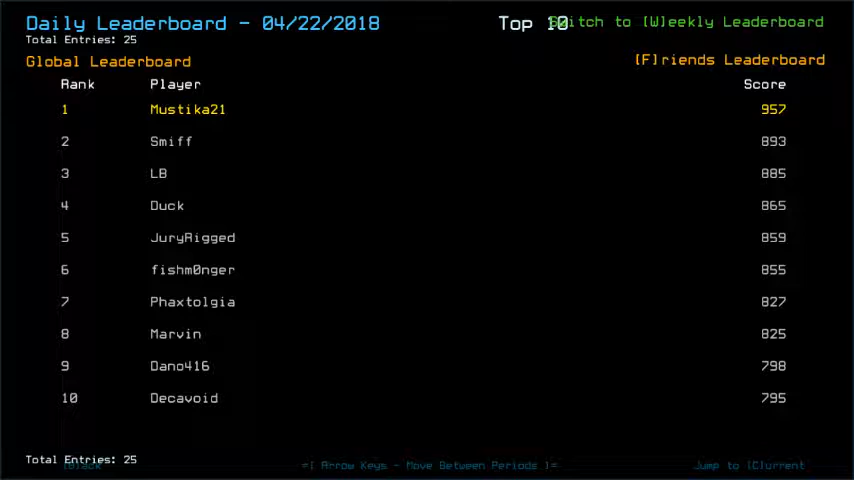 Daily Leaderboard - 04/22/2018
Top 10
Switch to [W]eekly Leaderboard
Total Entries: 25
Global Leaderboard
[F]riends Leaderboard
Rank Player Score
1 Mustika21 957
2 Smiff 893
3 LB 885
4 Duck 865
5 JuryRigged 859
6 fishm0nger 855
7 Phaxtolgia 827
8 Marvin 825
9 Dano416 798
10 Decavoid 795
Total Entries: 25
[B]ack
=[ Arrow Keys - Move Between Periods ]=
Jump to [C]urrent